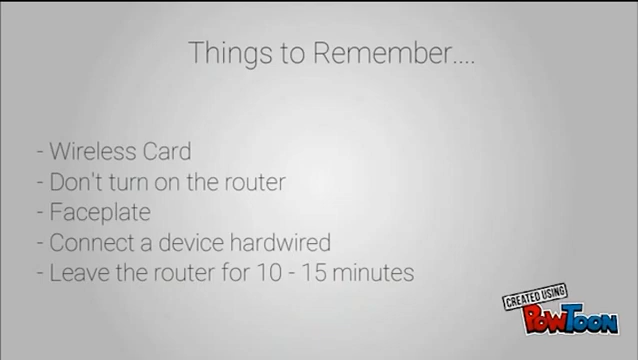 Things to Remember....
- Wireless Card
- Don't turn on the router
- Faceplate
- Connect a device hardwired
- Leave the router for 10 - 15 minutes
CREATED USING
POWTOON